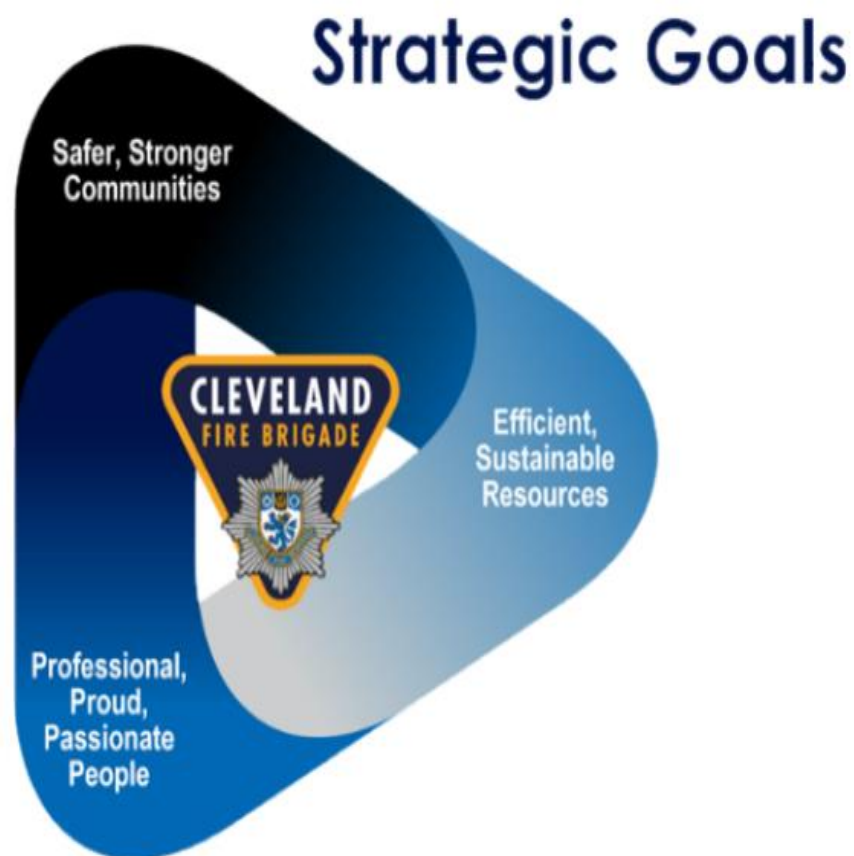 Strategic Goals
Safer, Stronger
Communities
CLEVELAND
FIRE BRIGADE
Efficient,
Sustainable
Resources
Professional,
Proud,
Passionate
People